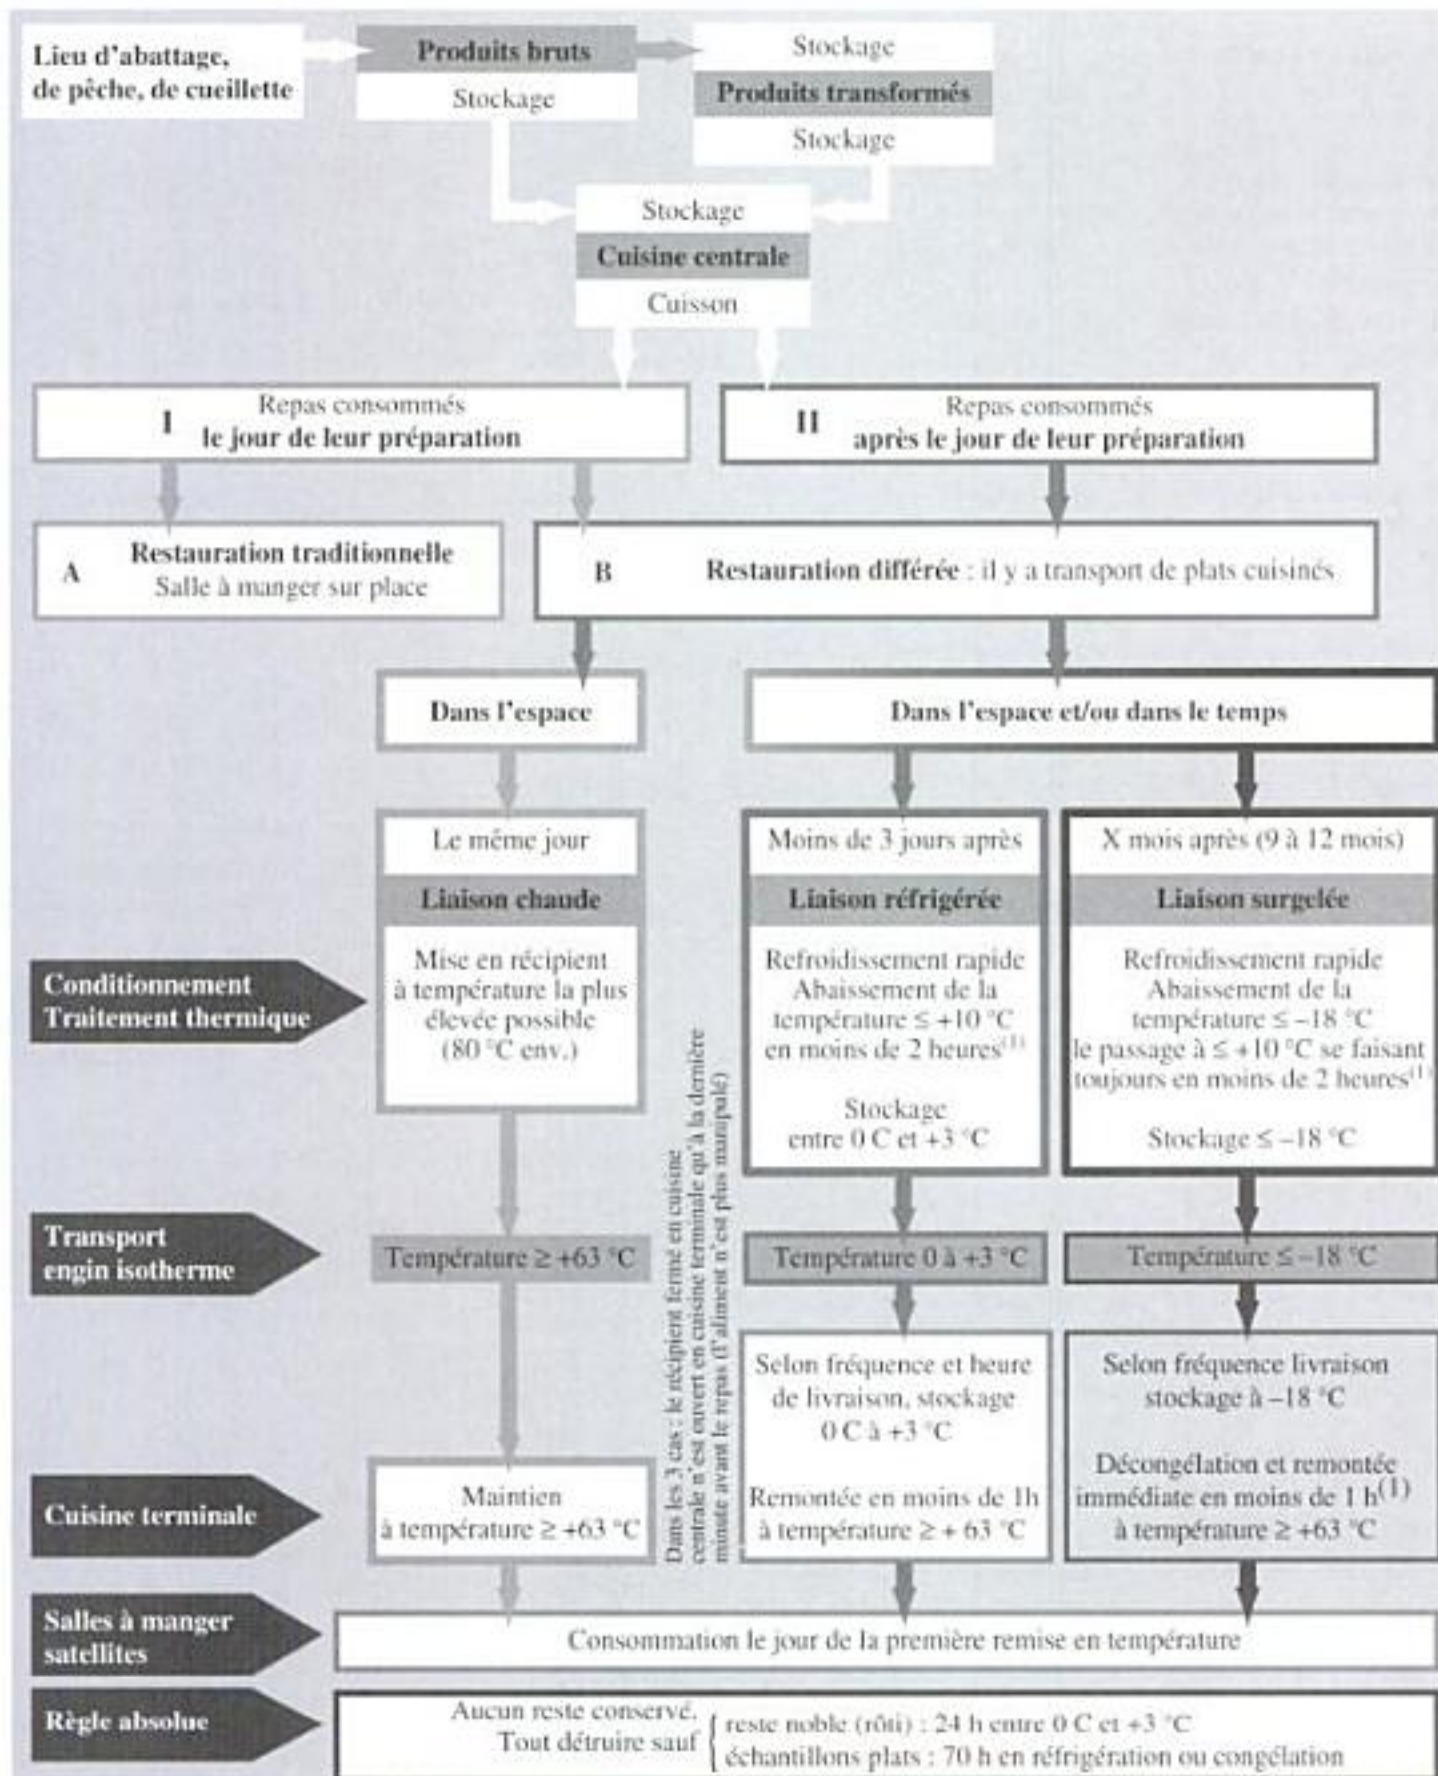 Lieu d'abattage,
de pêche, de cueillette
Produits bruts
Stockage
Stockage
Produits transformés
Stockage
Stockage
Cuisine centrale
Cuisson
I
Repas consommés
le jour de leur préparation
II
Repas consommés
après le jour de leur préparation
A
Restauration traditionnelle
Salle à manger sur place
B
Restauration différée : il y a transport de plats cuisinés
Dans l'espace
Dans l'espace et/ou dans le temps
Le même jour
Liaison chaude
Moins de 3 jours après
Liaison réfrigérée
X mois après (9 à 12 mois)
Liaison surgelée
Conditionnement
Traitement thermique
Mise en récipient
à température la plus
élevée possible
(80 °C env.)
Refroidissement rapide
Abaissement de la
température ≤ +10 °C
en moins de 2 heures(1)
Stockage
entre 0 C et +3 °C
Refroidissement rapide
Abaissement de la
température ≤ –18 °C
le passage à ≤ +10 °C se faisant
toujours en moins de 2 heures(1)
Stockage ≤ –18 °C
Dans les 3 cas : le récipient fermé en cuisine
centrale n'est ouvert en cuisine terminale qu'à la dernière
minute avant le repas (l'aliment n'est plus manipulé)
Transport
engin isotherme
Température ≥ +63 °C
Température 0 à +3 °C
Température ≤ –18 °C
Cuisine terminale
Maintien
à température ≥ +63 °C
Selon fréquence et heure
de livraison, stockage
0 C à +3 °C
Remontée en moins de 1h
à température ≥ + 63 °C
Selon fréquence livraison
stockage à –18 °C
Décongélation et remontée
immédiate en moins de 1 h(1)
à température ≥ +63 °C
Salles à manger
satellites
Consommation le jour de la première remise en température
Règle absolue
Aucun reste conservé.
Tout détruire sauf
reste noble (rôti) : 24 h entre 0 C et +3 °C
échantillons plats : 70 h en réfrigération ou congélation